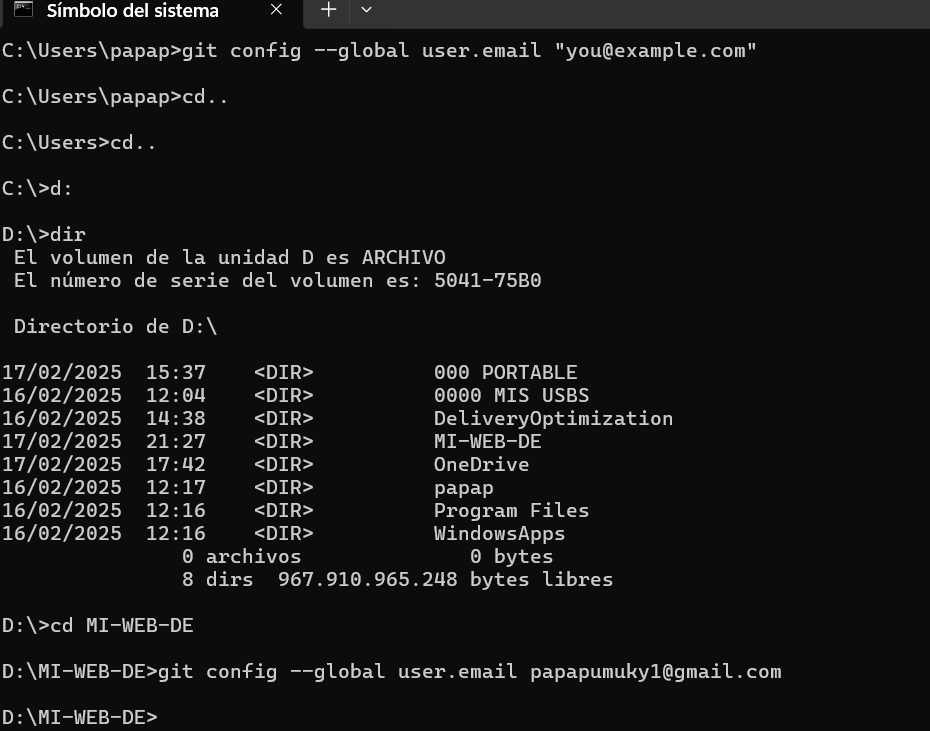 Símbolo del sistema
C:\Users\papap>git config --global user.email "you@example.com"
C:\Users\papap>cd..
C:\Users>cd..
C:\>d:
D:\>dir
 El volumen de la unidad D es ARCHIVO
 El número de serie del volumen es: 5041-75B0
 Directorio de D:\
17/02/2025  15:37    <DIR>          000 PORTABLE
16/02/2025  12:04    <DIR>          0000 MIS USBS
16/02/2025  14:38    <DIR>          DeliveryOptimization
17/02/2025  21:27    <DIR>          MI-WEB-DE
17/02/2025  17:42    <DIR>          OneDrive
16/02/2025  12:17    <DIR>          papap
16/02/2025  12:16    <DIR>          Program Files
16/02/2025  12:16    <DIR>          WindowsApps
               0 archivos              0 bytes
               8 dirs  967.910.965.248 bytes libres
D:\>cd MI-WEB-DE
D:\MI-WEB-DE>git config --global user.email papapumuky1@gmail.com
D:\MI-WEB-DE>